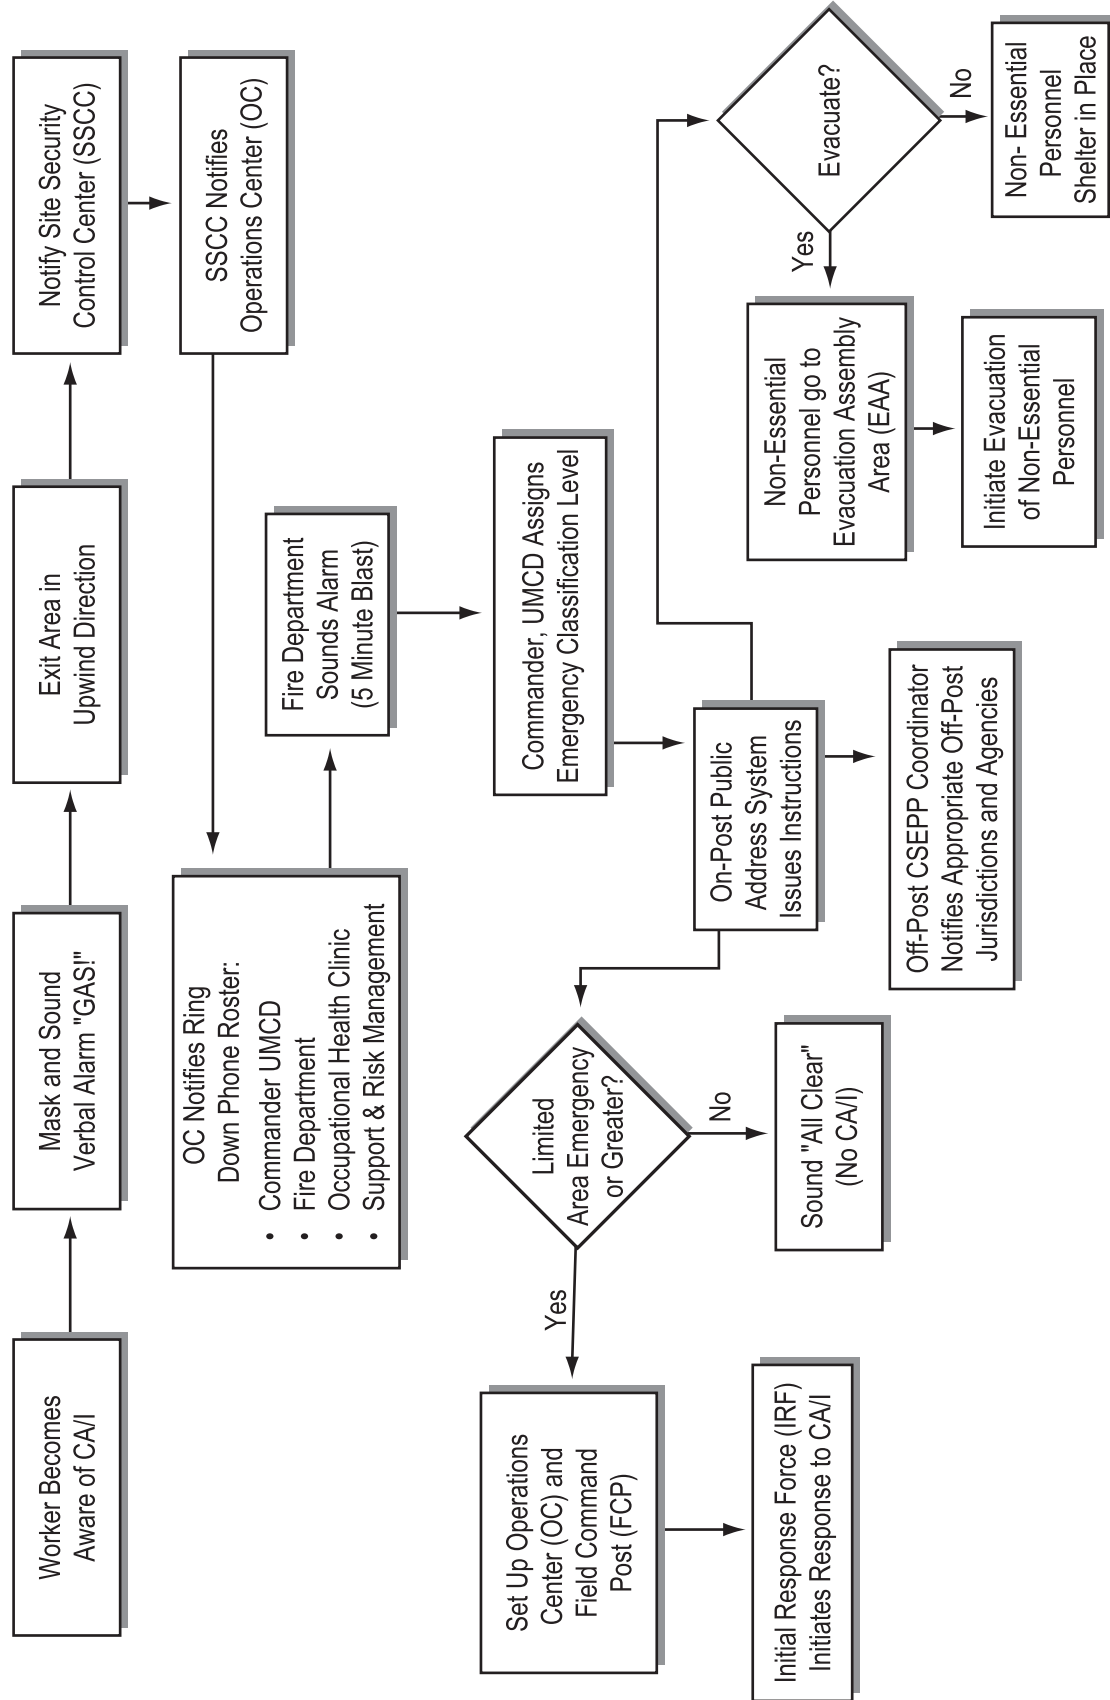 Worker Becomes
Aware of CA/I
Mask and Sound
Verbal Alarm "GAS!"
Exit Area in
Upwind Direction
Notify Site Security
Control Center (SSCC)
SSCC Notifies
Operations Center (OC)
OC Notifies Ring
Down Phone Roster:
• Commander UMCD
• Fire Department
• Occupational Health Clinic
• Support & Risk Management
Fire Department
Sounds Alarm
(5 Minute Blast)
Commander, UMCD Assigns
Emergency Classification Level
On-Post Public
Address System
Issues Instructions
Limited
Area Emergency
or Greater?
Yes
No
Set Up Operations
Center (OC) and
Field Command
Post (FCP)
Initial Response Force (IRF)
Initiates Response to CA/I
Sound "All Clear"
(No CA/I)
Off-Post CSEPP Coordinator
Notifies Appropriate Off-Post
Jurisdictions and Agencies
Evacuate?
Yes
No
Non-Essential
Personnel go to
Evacuation Assembly
Area (EAA)
Initiate Evacuation
of Non-Essential
Personnel
Non- Essential
Personnel
Shelter in Place